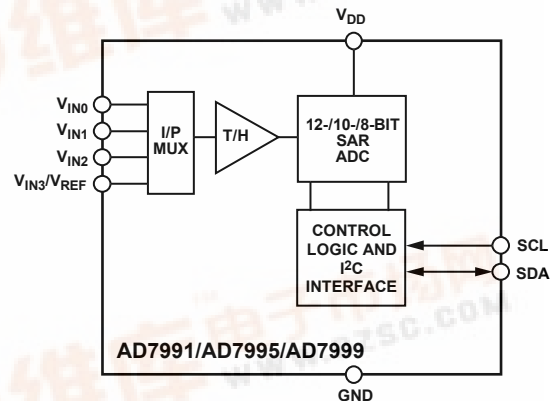 VDD
VIN0
VIN1
VIN2
VIN3/VREF
I/P
MUX
T/H
12-/10-/8-BIT
SAR
ADC
CONTROL
LOGIC AND
I2C
INTERFACE
SCL
SDA
AD7991/AD7995/AD7999
GND